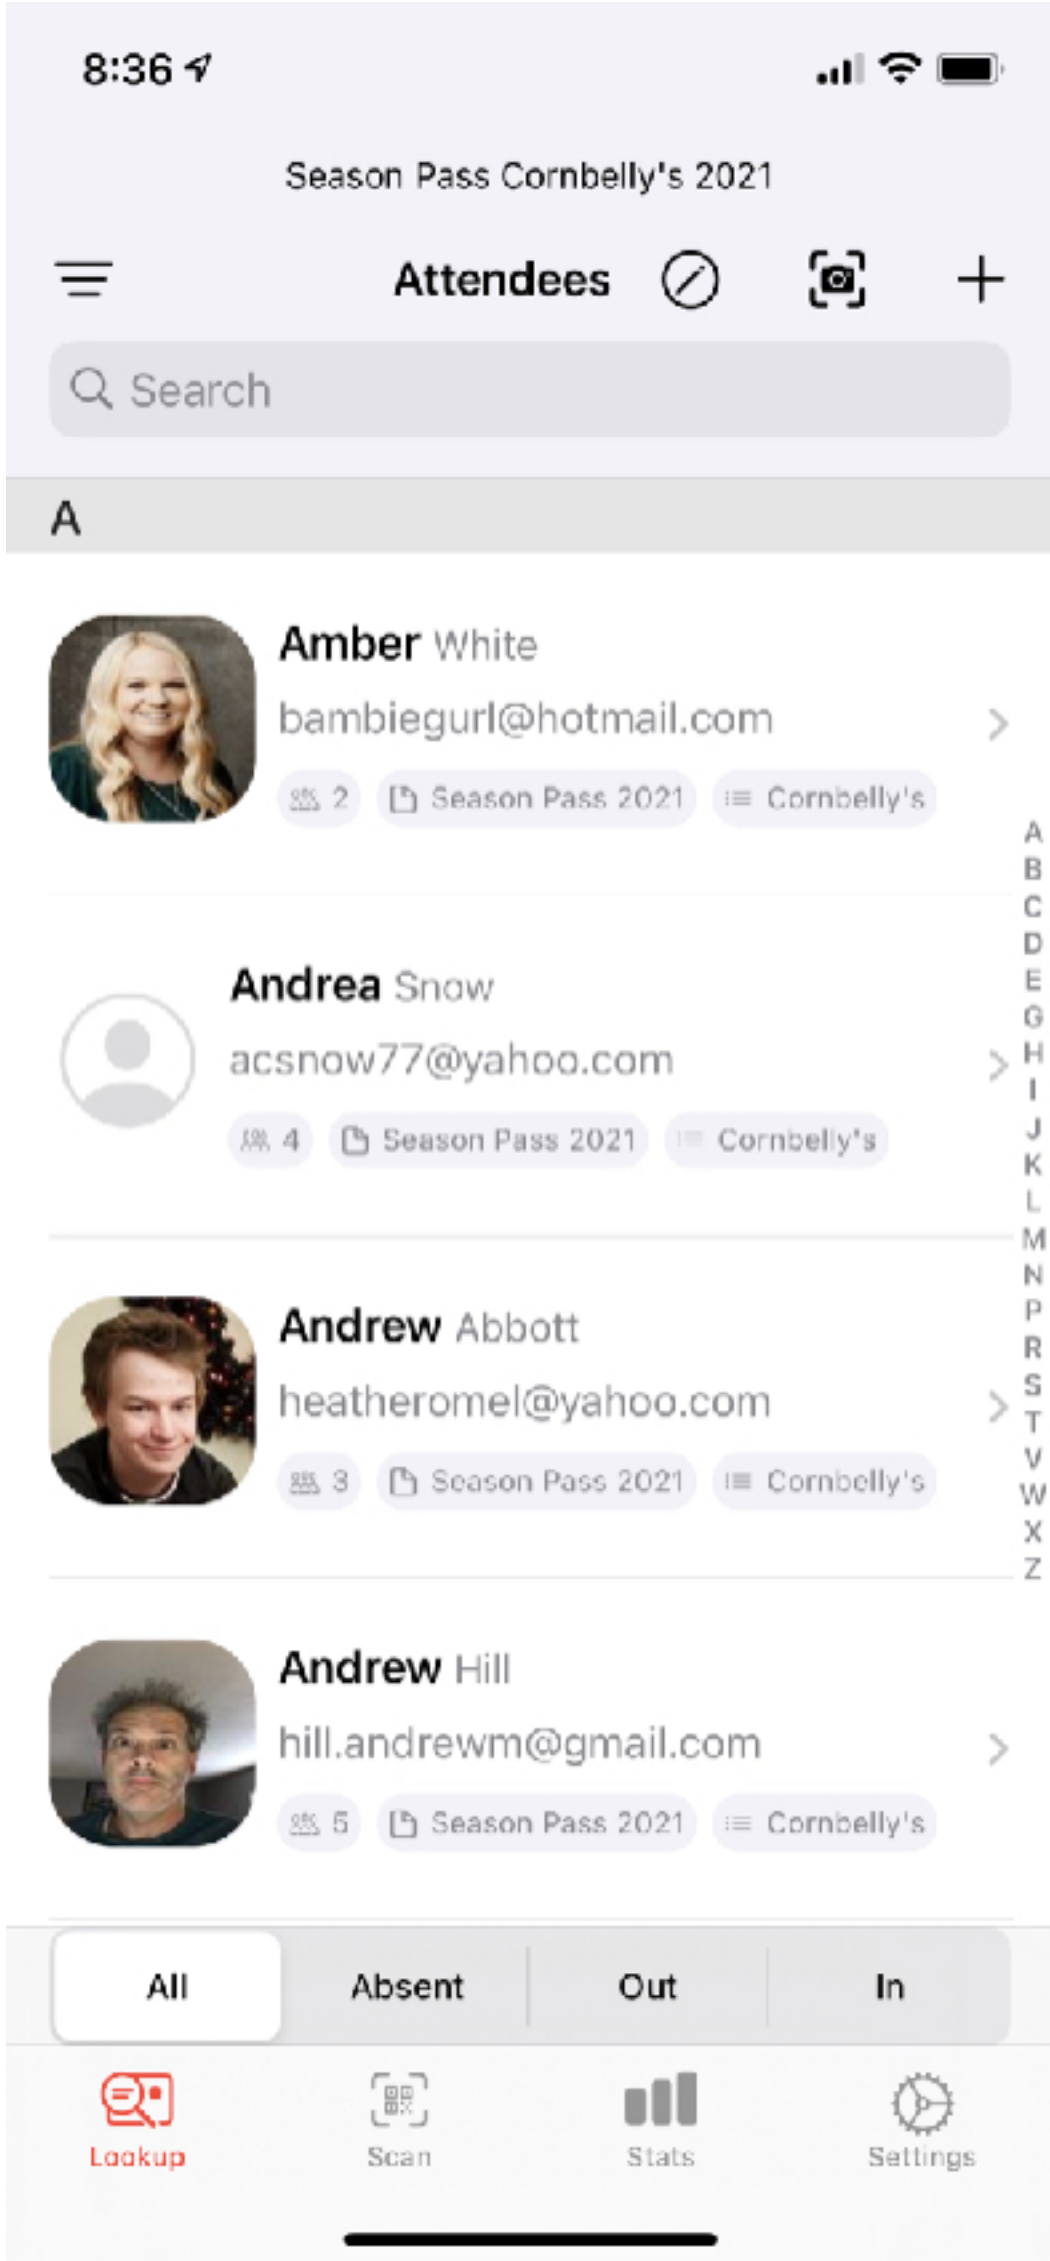 8:36
Season Pass Cornbelly's 2021
Attendees
Search
A
Amber White
bambiegurl@hotmail.com
2 Season Pass 2021 Cornbelly's
Andrea Snow
acsnow77@yahoo.com
4 Season Pass 2021 Cornbelly's
Andrew Abbott
heatheromel@yahoo.com
3 Season Pass 2021 Cornbelly's
Andrew Hill
hill.andrewm@gmail.com
5 Season Pass 2021 Cornbelly's
A
B
C
D
E
G
H
I
J
K
L
M
N
P
R
S
T
V
W
X
Z
All Absent Out In
Lookup Scan Stats Settings